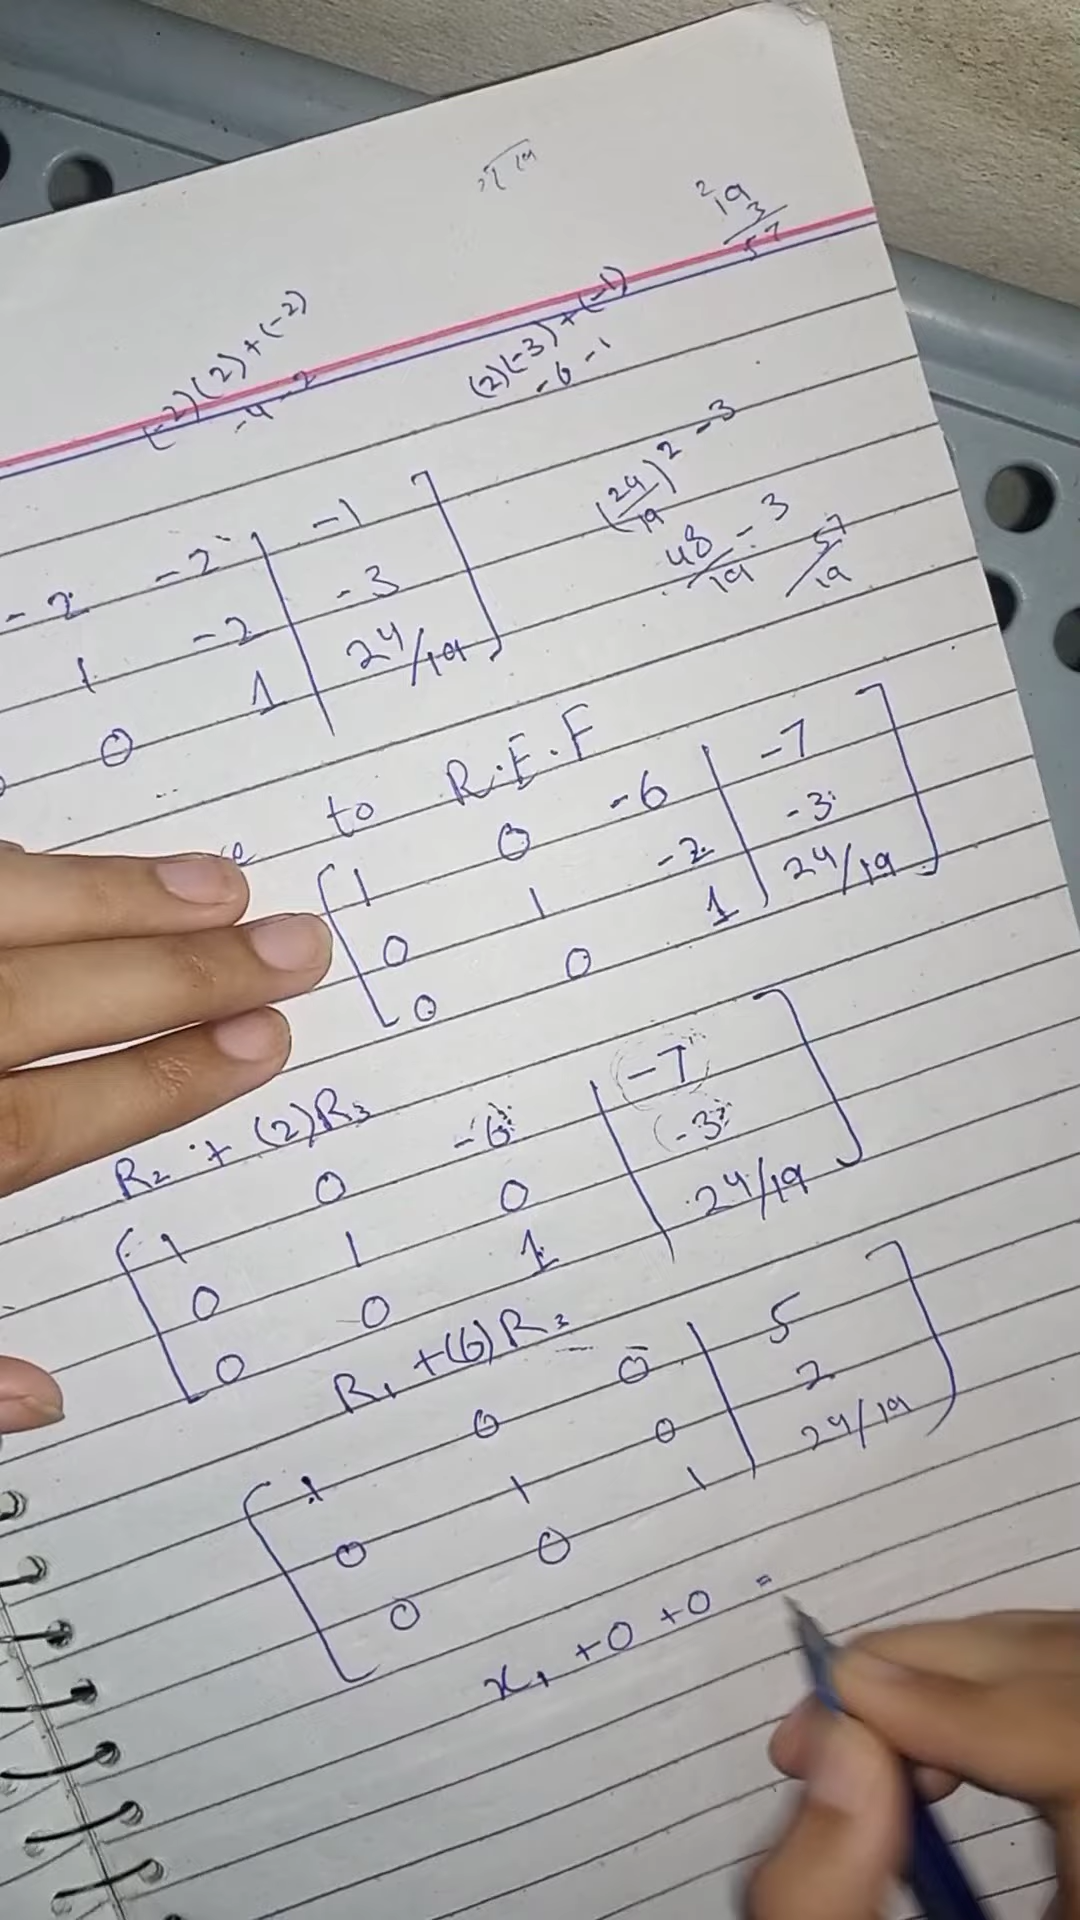 19
2 19
3
57
(-2)(2)+(-2)
-4-2
(2)(-3)+(-1)
-6-1
-2 -2 -1
1 -2 -3
0 1 24/19
(24/19)2-3
48/19-3 57/19
to R.E.F
1 0 -6 -7
0 1 -2 -3
0 0 1 24/19
R2 + (2)R3
1 0 -6 -7
0 1 0 -3
0 0 1 24/19
R1 +(6)R3
1 0 0 5
0 1 0 2
0 0 1 24/19
x1 +0 +0 =